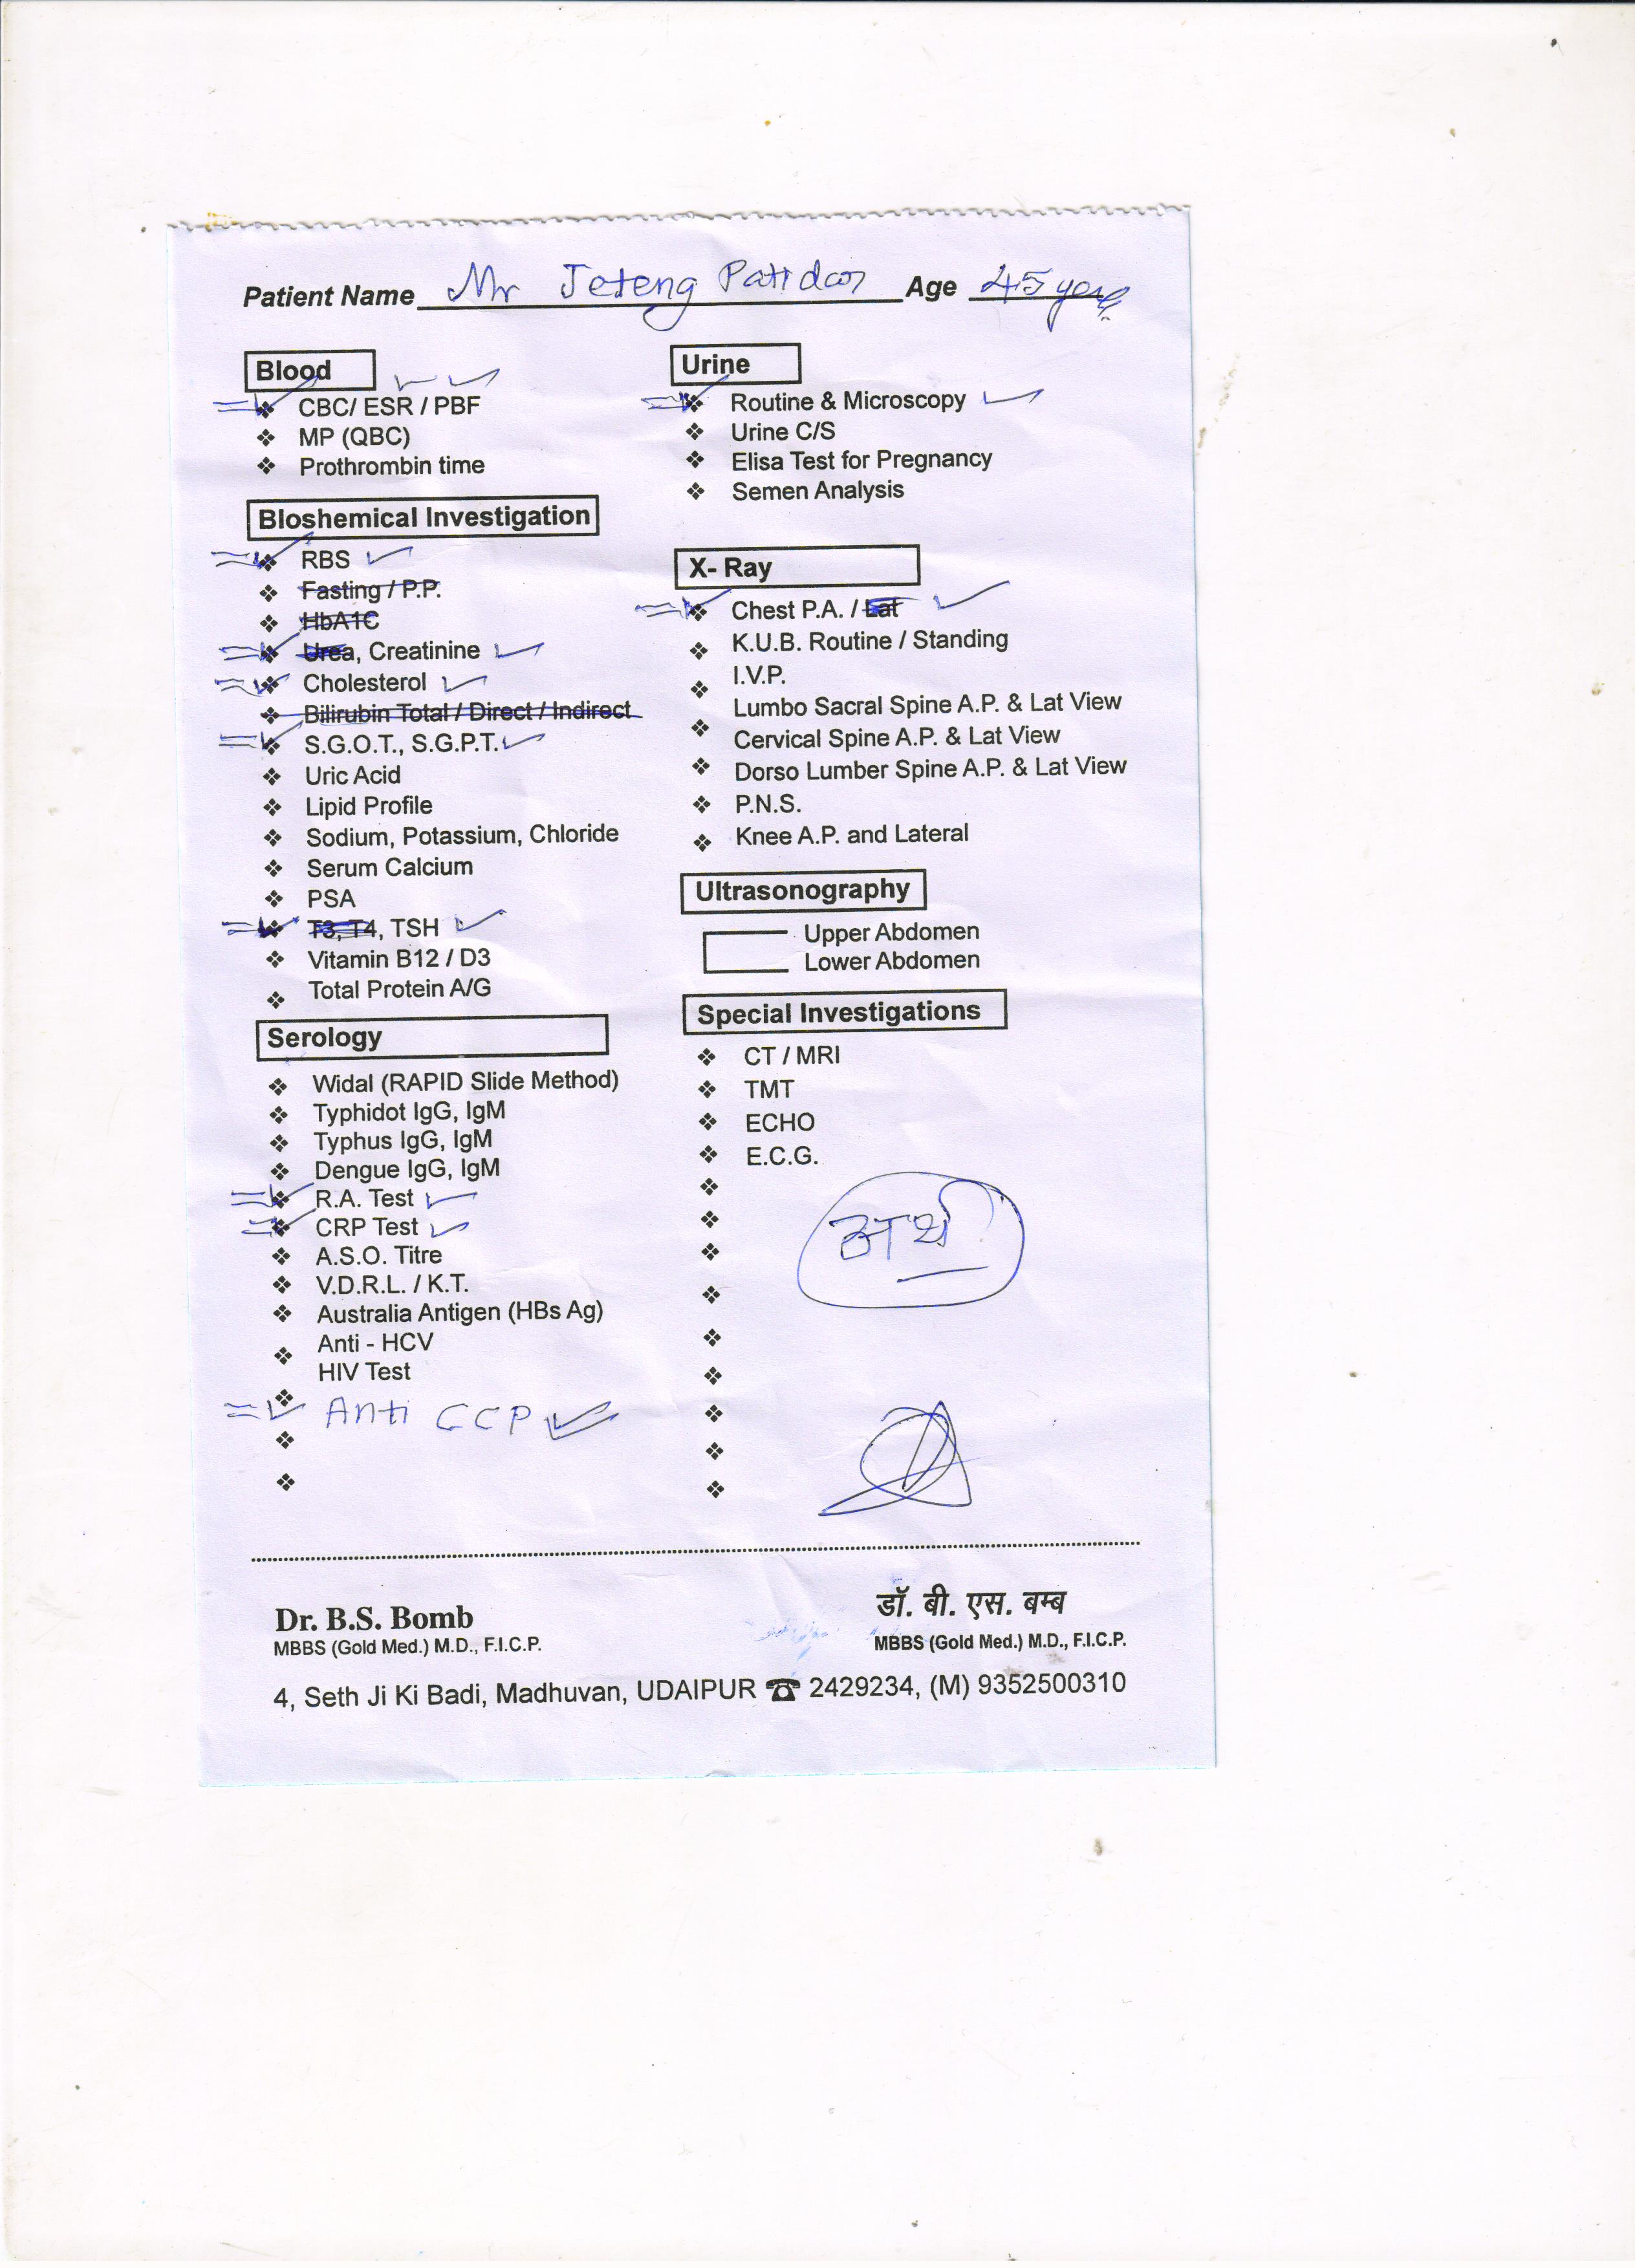 Patient Name Mr Jeteng Patidar Age 45 years
Blood
CBC/ ESR / PBF
MP (QBC)
Prothrombin time
Bloshemical Investigation
RBS
Fasting / P.P.
HbA1C
Urea, Creatinine
Cholesterol
Bilirubin Total / Direct / Indirect
S.G.O.T., S.G.P.T.
Uric Acid
Lipid Profile
Sodium, Potassium, Chloride
Serum Calcium
PSA
T3, T4, TSH
Vitamin B12 / D3
Total Protein A/G
Serology
Widal (RAPID Slide Method)
Typhidot IgG, IgM
Typhus IgG, IgM
Dengue IgG, IgM
R.A. Test
CRP Test
A.S.O. Titre
V.D.R.L. / K.T.
Australia Antigen (HBs Ag)
Anti - HCV
HIV Test
Anti CCP
Urine
Routine & Microscopy
Urine C/S
Elisa Test for Pregnancy
Semen Analysis
X- Ray
Chest P.A. / Lat
K.U.B. Routine / Standing
I.V.P.
Lumbo Sacral Spine A.P. & Lat View
Cervical Spine A.P. & Lat View
Dorso Lumber Spine A.P. & Lat View
P.N.S.
Knee A.P. and Lateral
Ultrasonography
Upper Abdomen
Lower Abdomen
Special Investigations
CT / MRI
TMT
ECHO
E.C.G.
अर्थ
Dr. B.S. Bomb
MBBS (Gold Med.) M.D., F.I.C.P.
डॉ. बी. एस. बम्ब
MBBS (Gold Med.) M.D., F.I.C.P.
4, Seth Ji Ki Badi, Madhuvan, UDAIPUR ☎ 2429234, (M) 9352500310